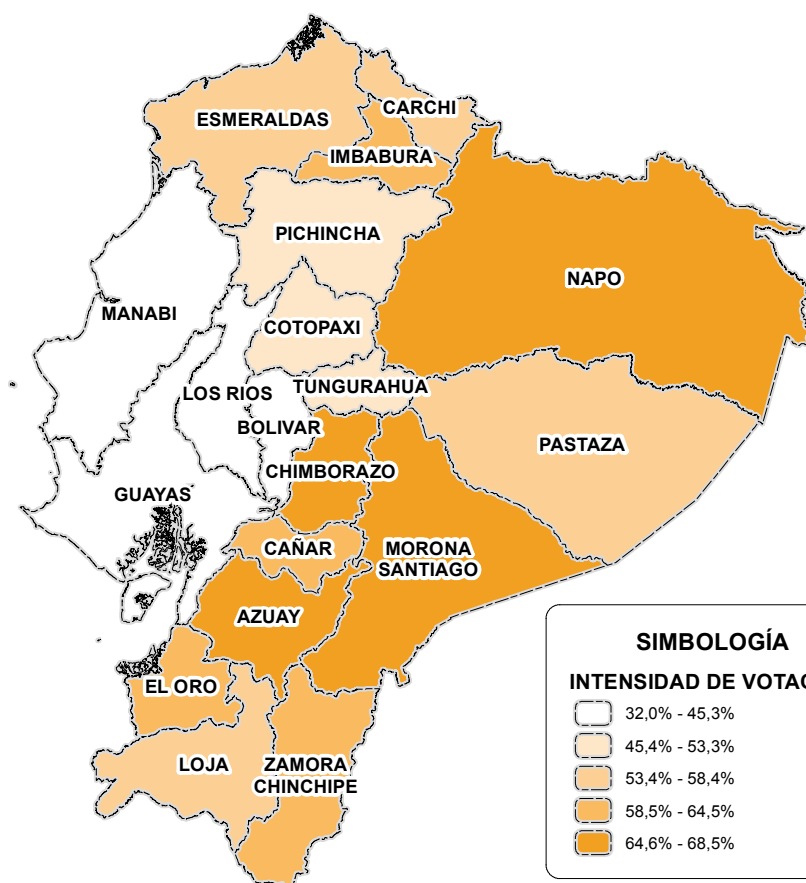 CARCHI
ESMERALDAS
IMBABURA
PICHINCHA
NAPO
MANABI
COTOPAXI
TUNGURAHUA
LOS RIOS
BOLIVAR
PASTAZA
CHIMBORAZO
GUAYAS
CAÑAR
MORONA
SANTIAGO
AZUAY
EL ORO
LOJA
ZAMORA
CHINCHIPE
SIMBOLOGÍA
INTENSIDAD DE
32,0% - 45,3%
45,4% - 53,3%
53,4% - 58,4%
58,5% - 64,5%
64,6% - 68,5%